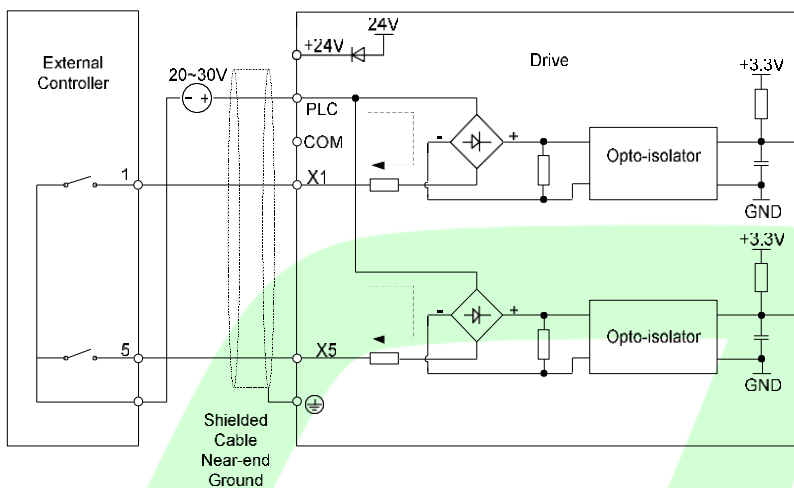 24V
+24V
External
Controller
20~30V
Drive
+3.3V
- +
PLC
COM
- +
Opto-isolator
1
X1
GND
+3.3V
- +
Opto-isolator
5
X5
GND
Shielded
Cable
Near-end
Ground